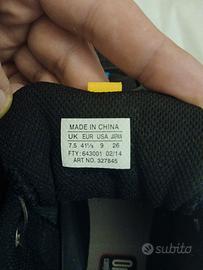 MADE IN CHINA
UK EUR USA JAPAN
7.5 41⅓ 9 26
FTY: 643001 02/14
ART NO. 327845
subito